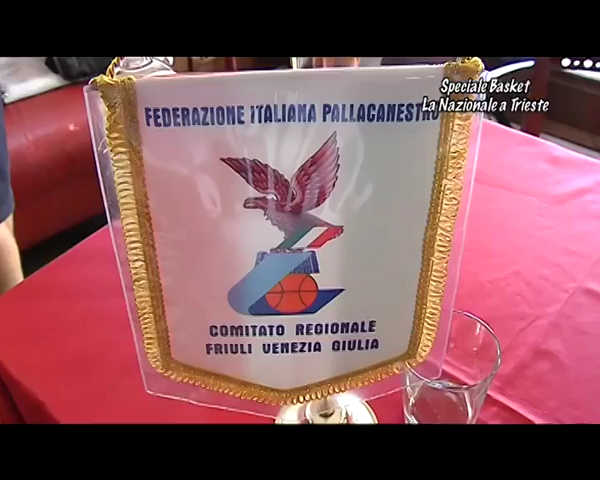 Speciale Basket
La Nazionale a Trieste
FEDERAZIONE ITALIANA PALLACANESTRO
COMITATO REGIONALE
FRIULI VENEZIA GIULIA